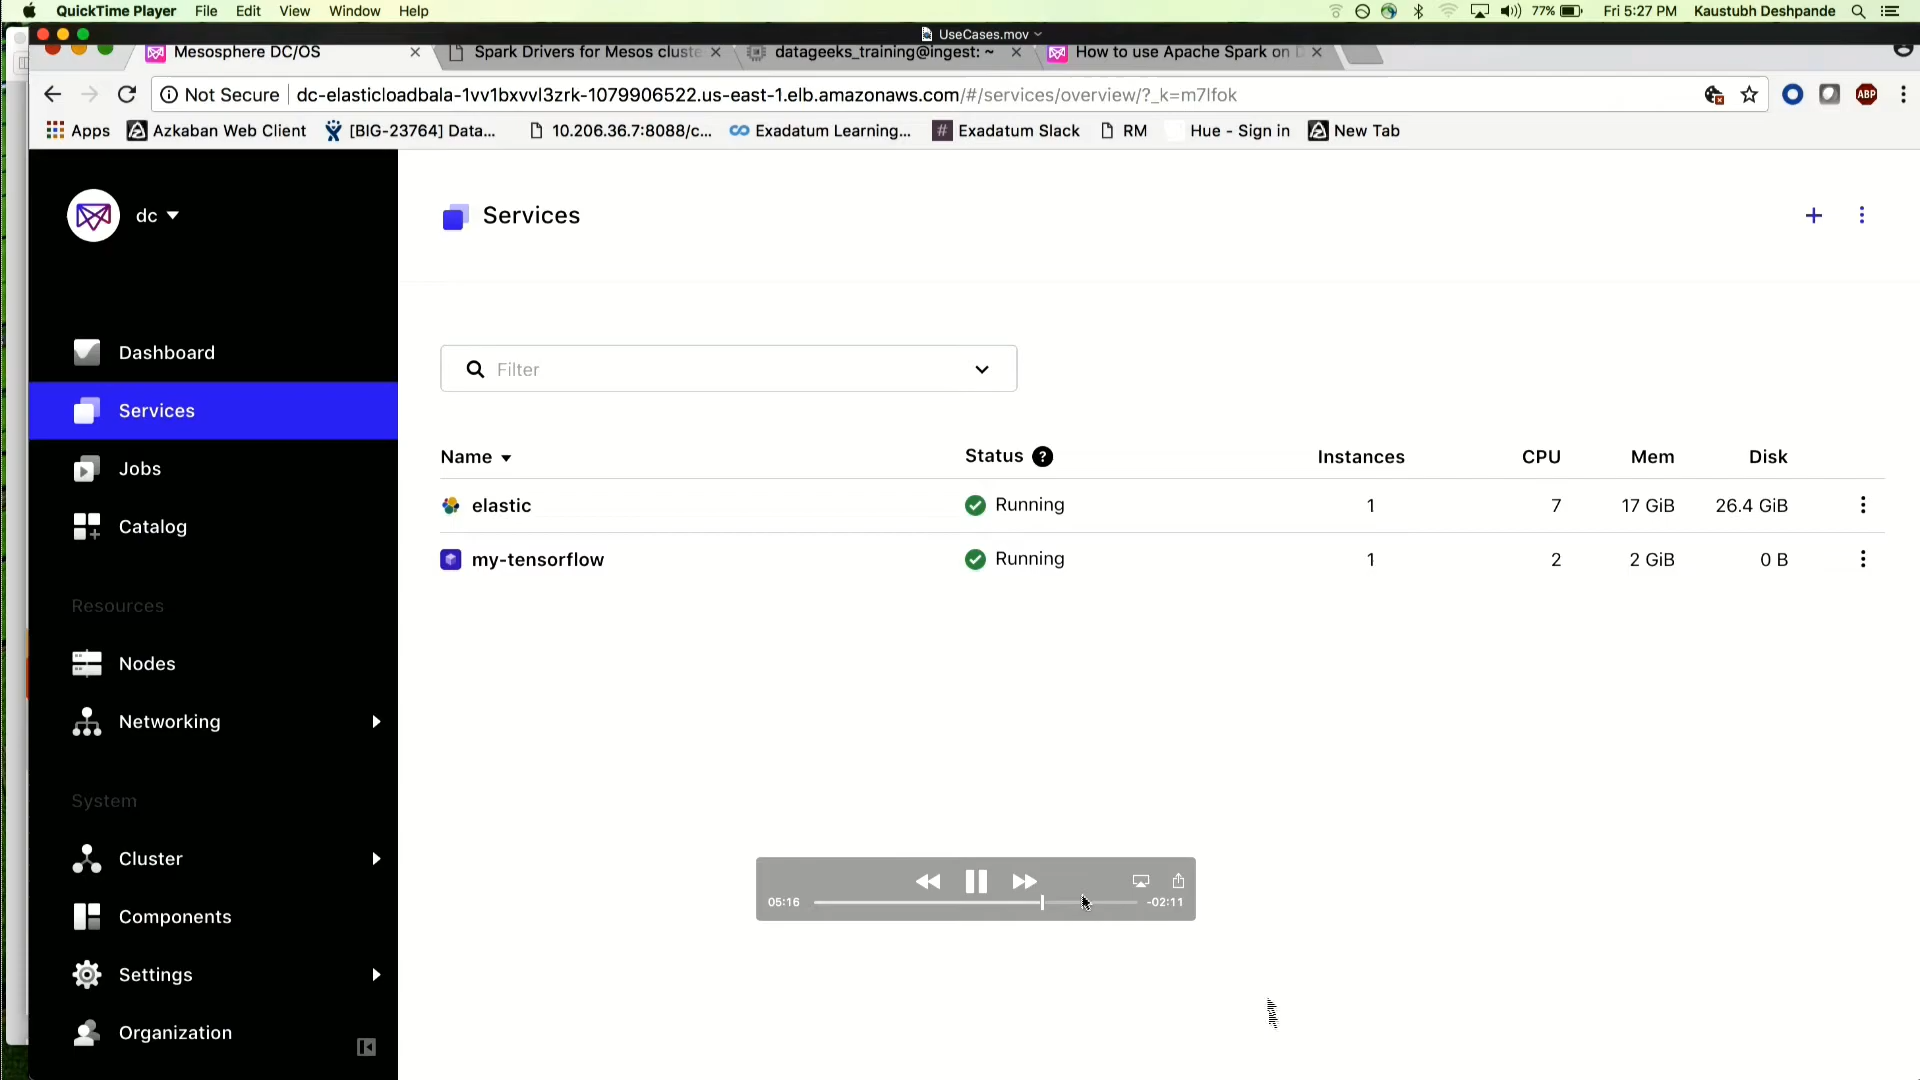 QuickTime Player File Edit View Window Help 77% Fri 5:27 PM Kaustubh Deshpande
UseCases.mov
Mesosphere DC/OS Spark Drivers for Mesos cluste datageeks_training@ingest: ~ How to use Apache Spark on D
Not Secure dc-elasticloadbala-1vv1bxvvl3zrk-1079906522.us-east-1.elb.amazonaws.com/#/services/overview/?_k=m7lfok ABP
Apps Azkaban Web Client [BIG-23764] Data... 10.206.36.7:8088/c... Exadatum Learning... # Exadatum Slack RM Hue - Sign in New Tab
dc
Services
Dashboard
Services
Jobs
Catalog
Resources
Nodes
Networking
System
Cluster
Components
Settings
Organization
Filter
Name Status ? Instances CPU Mem Disk
elastic Running 1 7 17 GiB 26.4 GiB
my-tensorflow Running 1 2 2 GiB 0 B
05:16 -02:11